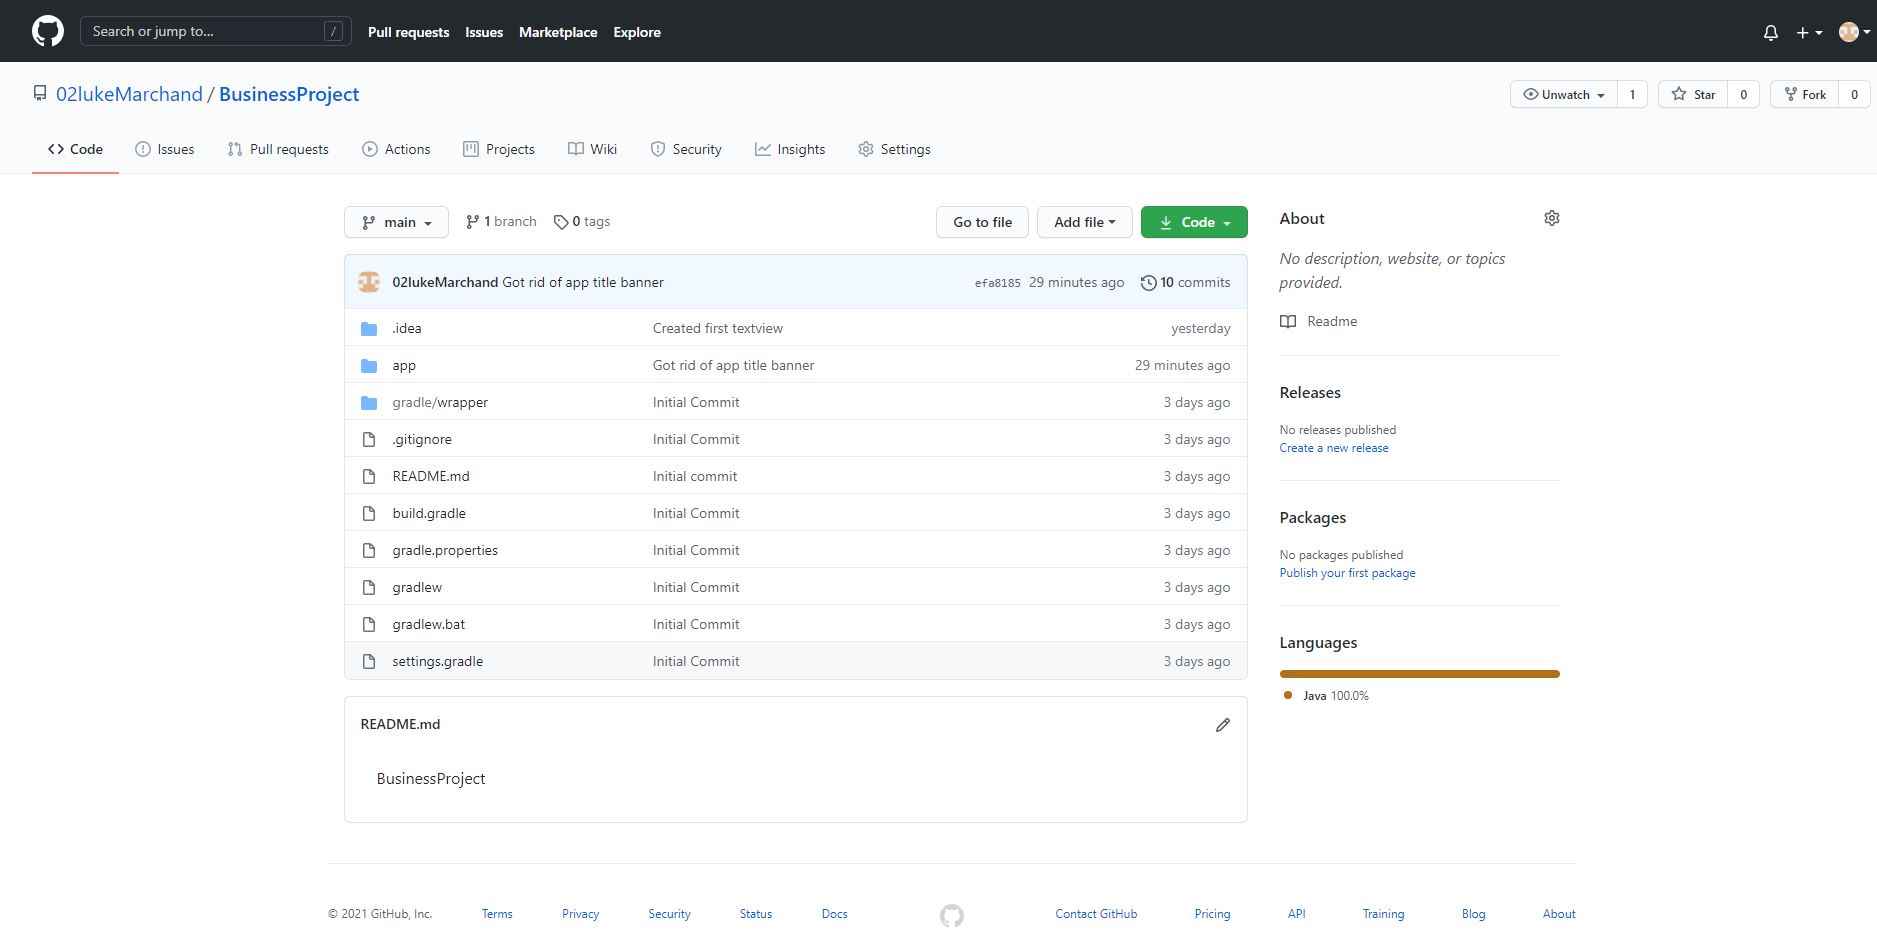 Search or jump to... /
Pull requests Issues Marketplace Explore
02lukeMarchand / BusinessProject
Unwatch 1 Star 0 Fork 0
Code Issues Pull requests Actions Projects Wiki Security Insights Settings
main 1 branch 0 tags Go to file Add file Code
02lukeMarchand Got rid of app title banner efa8185 29 minutes ago 10 commits
.idea Created first textview yesterday
app Got rid of app title banner 29 minutes ago
gradle/wrapper Initial Commit 3 days ago
.gitignore Initial Commit 3 days ago
README.md Initial commit 3 days ago
build.gradle Initial Commit 3 days ago
gradle.properties Initial Commit 3 days ago
gradlew Initial Commit 3 days ago
gradlew.bat Initial Commit 3 days ago
settings.gradle Initial Commit 3 days ago
README.md
BusinessProject
About
No description, website, or topics
provided.
Readme
Releases
No releases published
Create a new release
Packages
No packages published
Publish your first package
Languages
Java 100.0%
© 2021 GitHub, Inc. Terms Privacy Security Status Docs Contact GitHub Pricing API Training Blog About